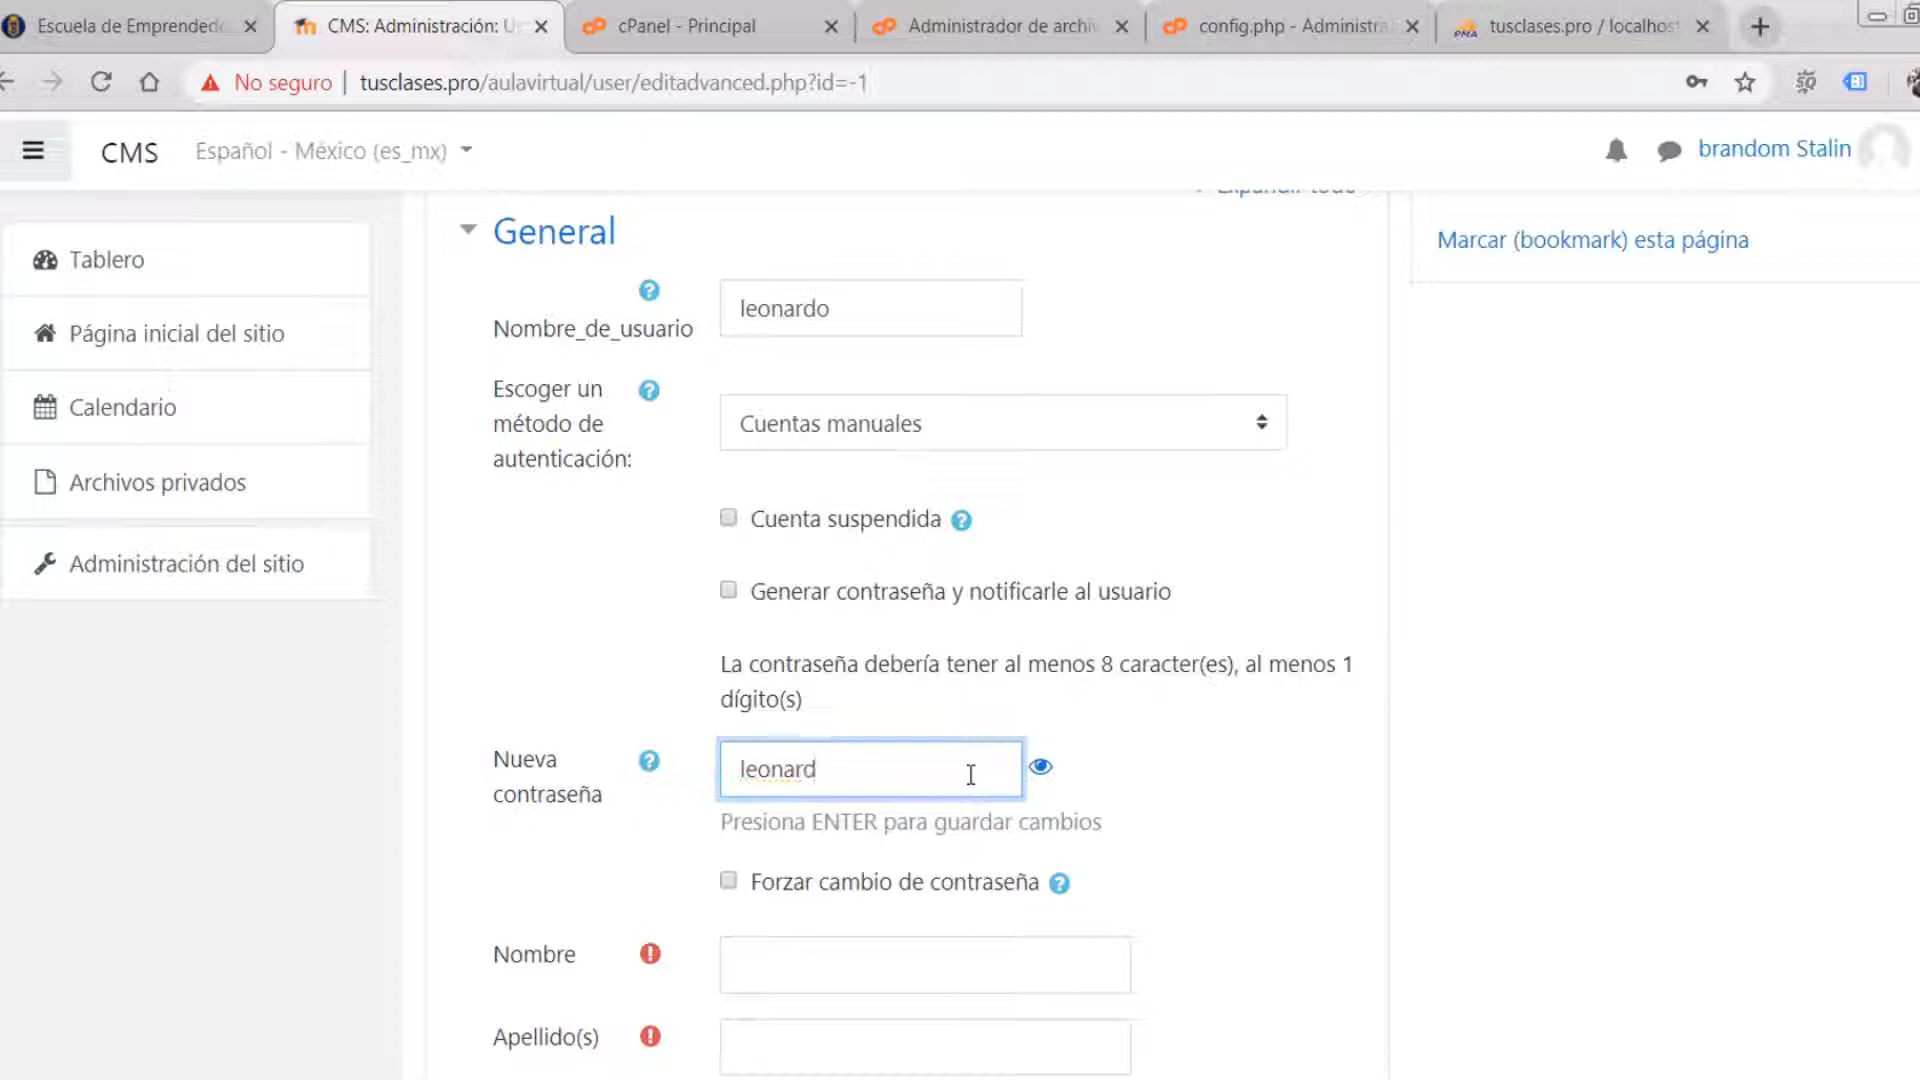 Escuela de Emprendedo
CMS: Administración: U
cPanel - Principal
Administrador de archi
config.php - Administra
tusclases.pro / localhos
No seguro
tusclases.pro/aulavirtual/user/editadvanced.php?id=-1
CMS
Español - México (es_mx)
brandom Stalin
Expandir todo
Tablero
Página inicial del sitio
Calendario
Archivos privados
Administración del sitio
General
Nombre_de_usuario
leonardo
Escoger un
método de
autenticación:
Cuentas manuales
Cuenta suspendida
Generar contraseña y notificarle al usuario
La contraseña debería tener al menos 8 caracter(es), al menos 1
dígito(s)
Nueva
contraseña
leonard
Presiona ENTER para guardar cambios
Forzar cambio de contraseña
Nombre
Apellido(s)
Marcar (bookmark) esta página